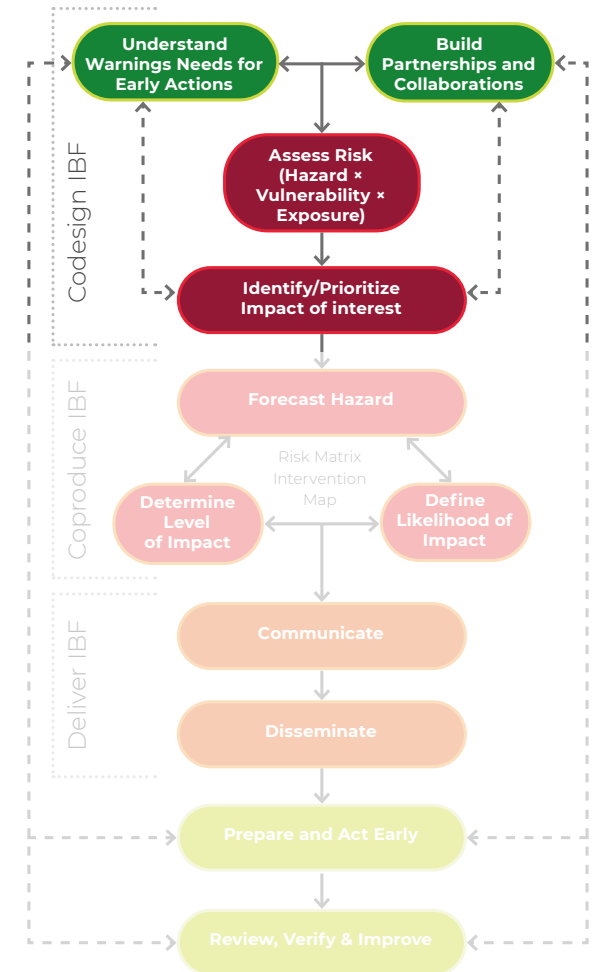 Understand
Warnings Needs for
Early Actions
Build
Partnerships and
Collaborations
Codesign IBF
Assess Risk
(Hazard ×
Vulnerability ×
Exposure)
Identify/Prioritize
Impact of interest
Coproduce IBF
Forecast Hazard
Risk Matrix
Intervention
Map
Determine
Level
of Impact
Define
Likelihood of
Impact
Deliver IBF
Communicate
Disseminate
Prepare and Act Early
Review, Verify & Improve